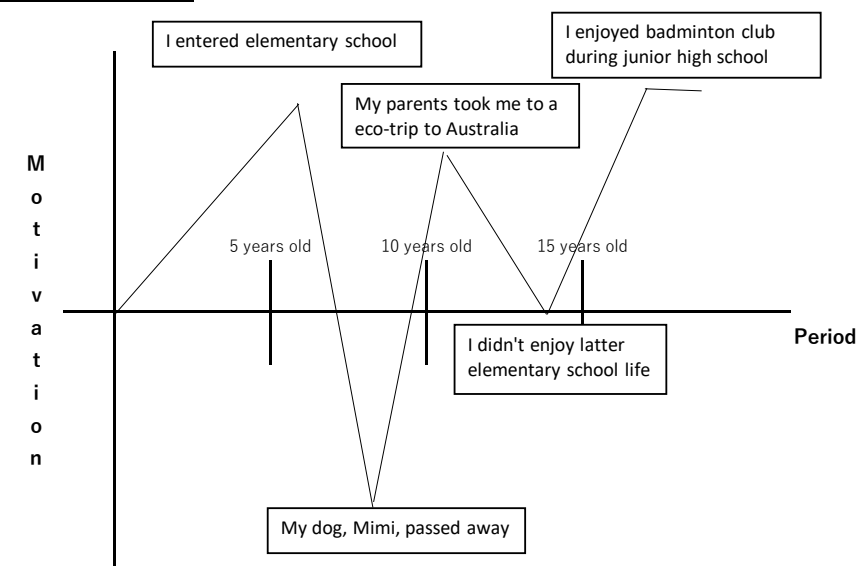 I entered elementary school
I enjoyed badminton club
during junior high school
My parents took me to a
eco-trip to Australia
Motivation
5 years old
10 years old
15 years old
Period
I didn't enjoy latter
elementary school life
My dog, Mimi, passed away